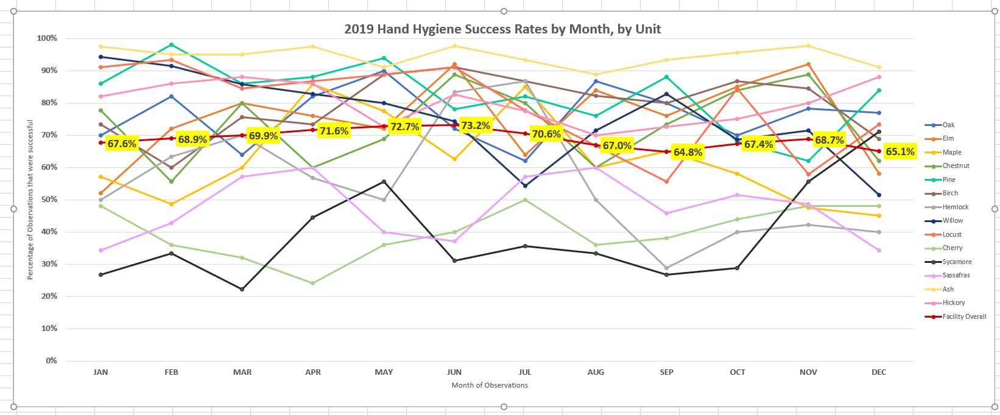 2019 Hand Hygiene Success Rates by Month, by Unit
Percentage of Observations that were successful
100%
90%
80%
70%
60%
50%
40%
30%
20%
10%
0%
67.6%
68.9%
69.9%
71.6%
72.7%
73.2%
70.6%
67.0%
64.8%
67.4%
68.7%
65.1%
JAN FEB MAR APR MAY JUN JUL AUG SEP OCT NOV DEC
Month of Observations
Oak
Elm
Maple
Chestnut
Pine
Birch
Hemlock
Willow
Locust
Cherry
Sycamore
Sassafras
Ash
Hickory
Facility Overall